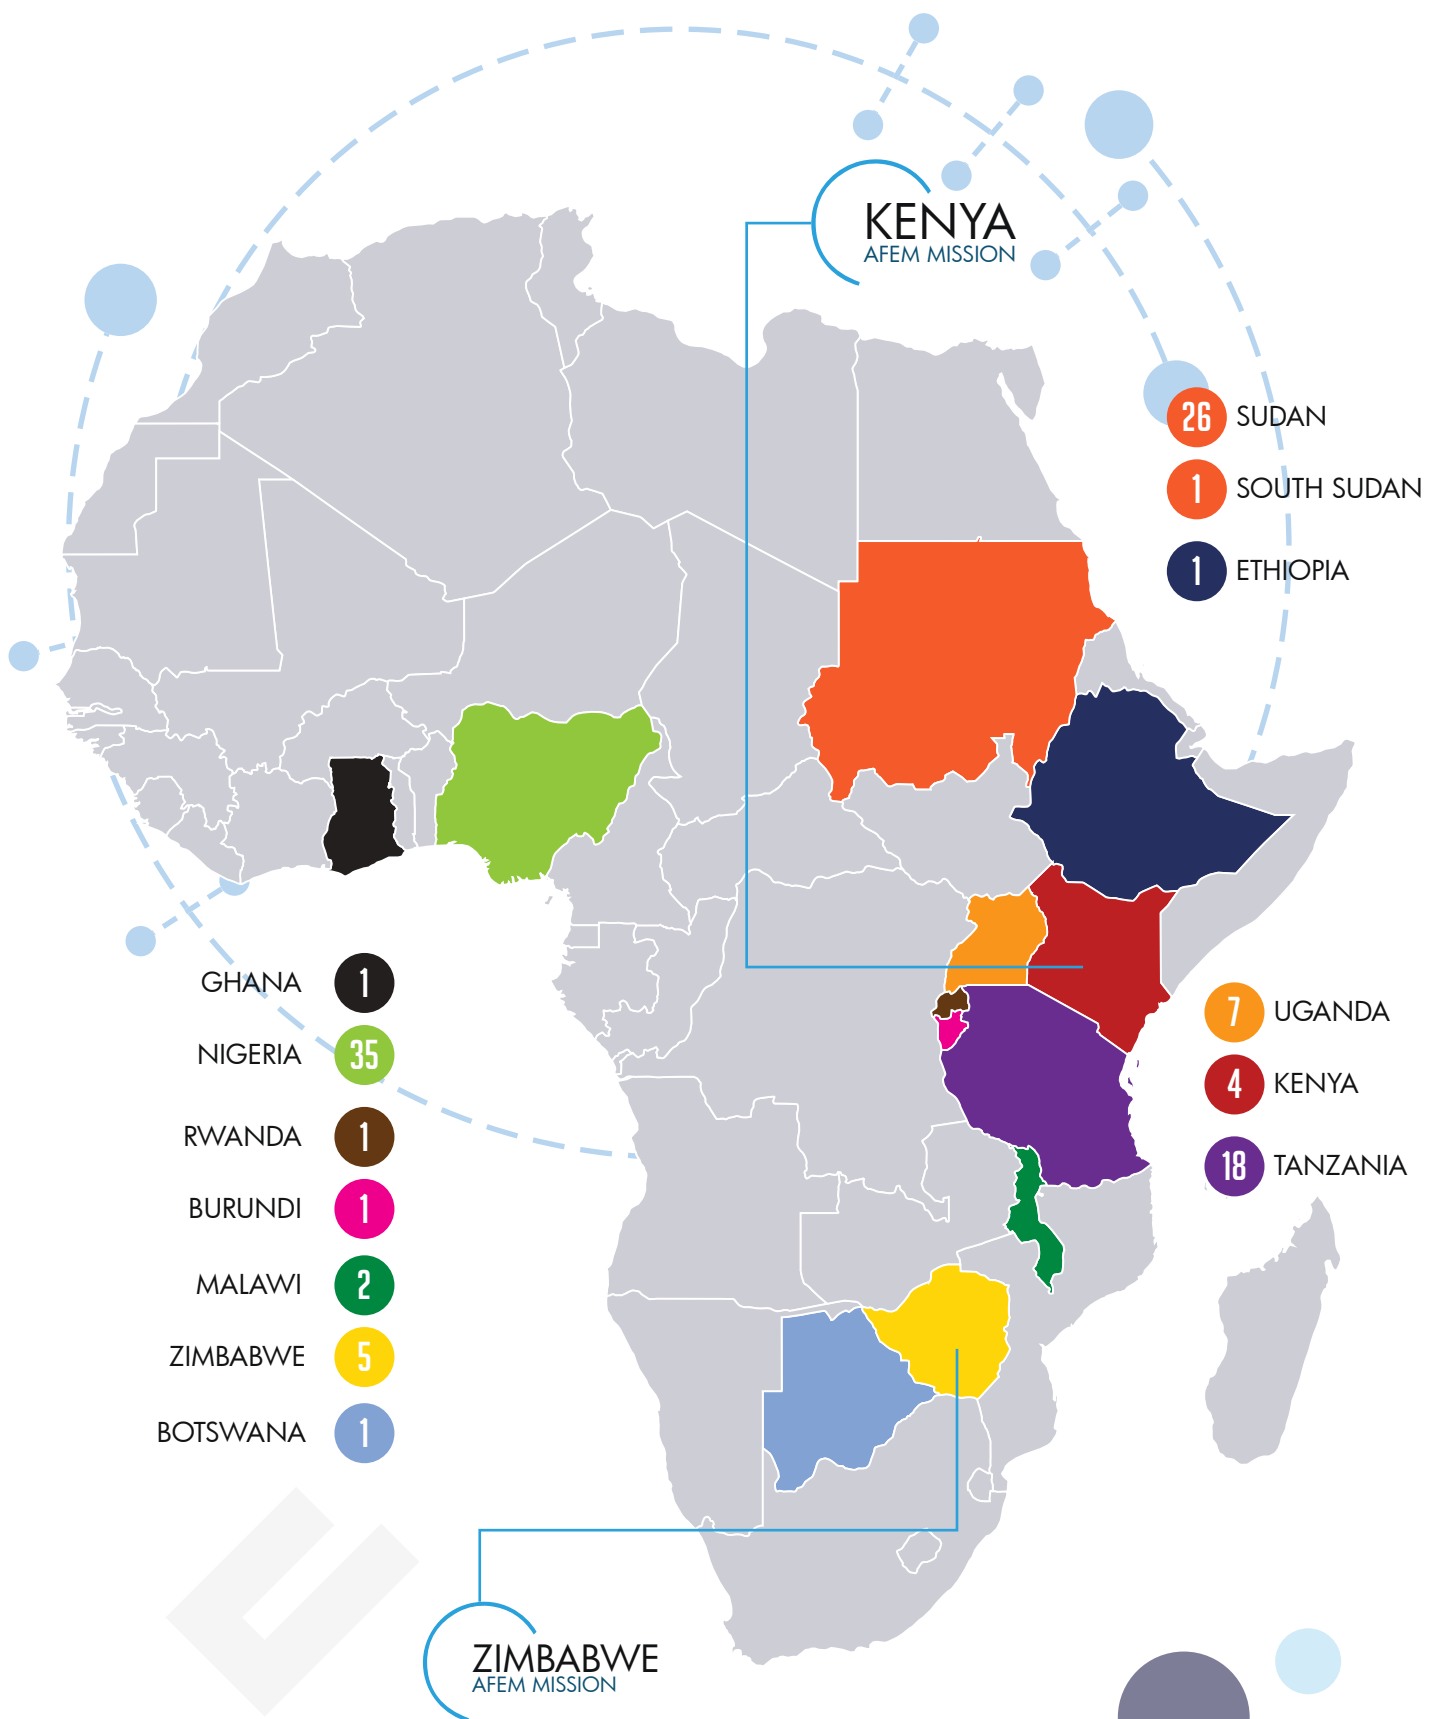 KENYA
AFEM MISSION
26 SUDAN
1 SOUTH SUDAN
1 ETHIOPIA
GHANA 1
NIGERIA 35
RWANDA 1
BURUNDI 1
MALAWI 2
ZIMBABWE 5
BOTSWANA 1
7 UGANDA
4 KENYA
18 TANZANIA
ZIMBABWE
AFEM MISSION